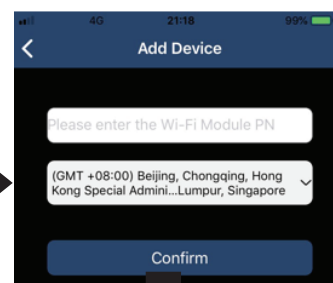 4G 21:18 99%
Add Device
Please enter the Wi-Fi Module PN
(GMT +08:00) Beijing, Chongqing, Hong
Kong Special Admini...Lumpur, Singapore
Confirm